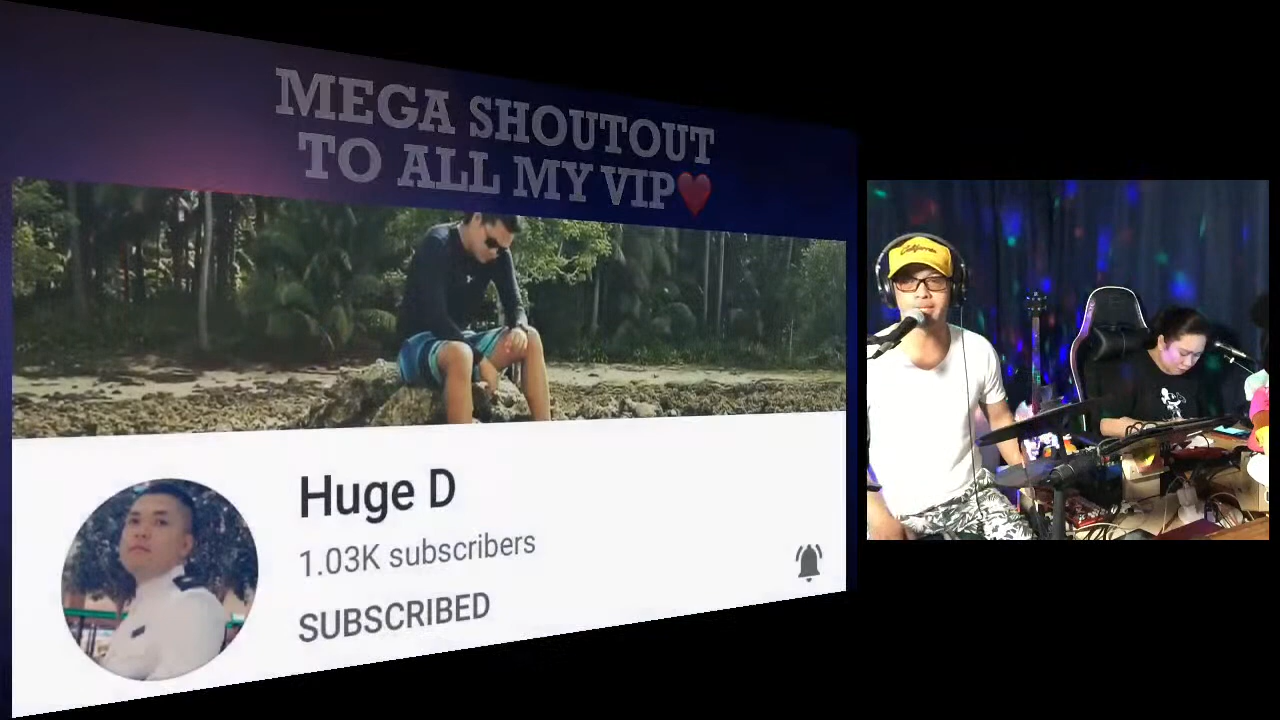 MEGA SHOUTOUT
TO ALL MY VIP❤
Huge D
1.03K subscribers
SUBSCRIBED
California